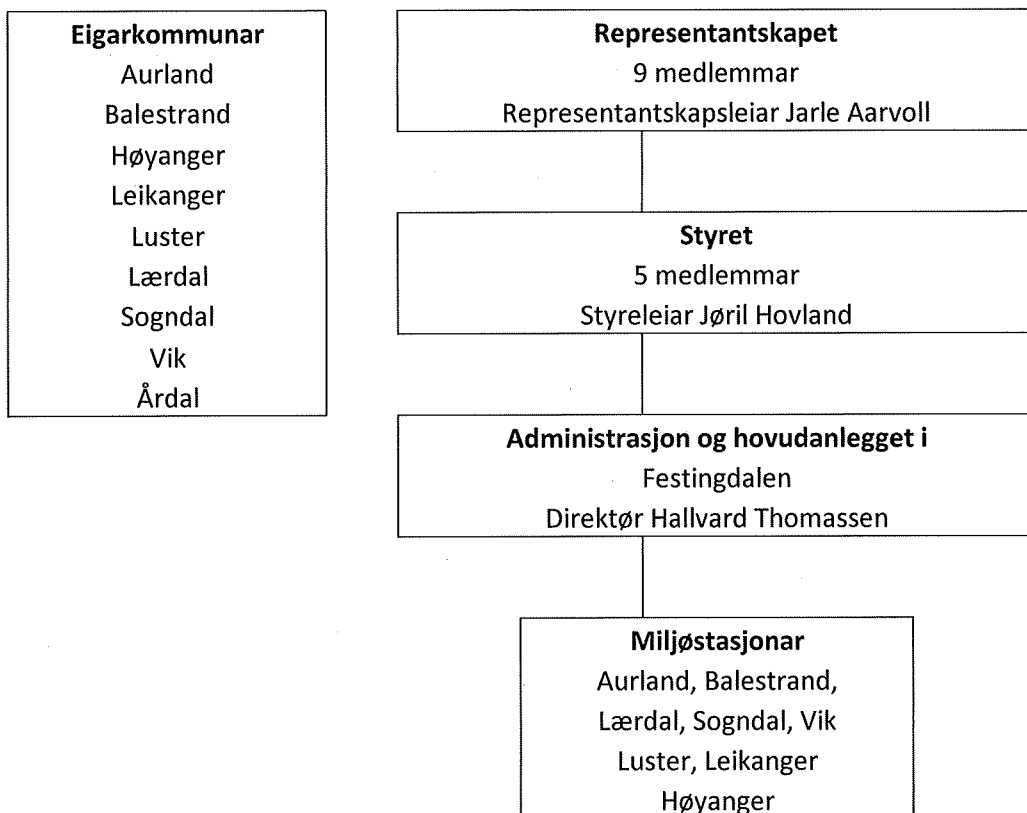 Eigarkommunar
Aurland
Balestrand
Høyanger
Leikanger
Luster
Lærdal
Sogndal
Vik
Årdal
Representantskapet
9 medlemmar
Representantskapsleiar Jarle Aarvoll
Styret
5 medlemmar
Styreleiar Jøril Hovland
Administrasjon og hovudanlegget i
Festingdalen
Direktør Hallvard Thomassen
Miljøstasjonar
Aurland, Balestrand,
Lærdal, Sogndal, Vik
Luster, Leikanger
Høyanger